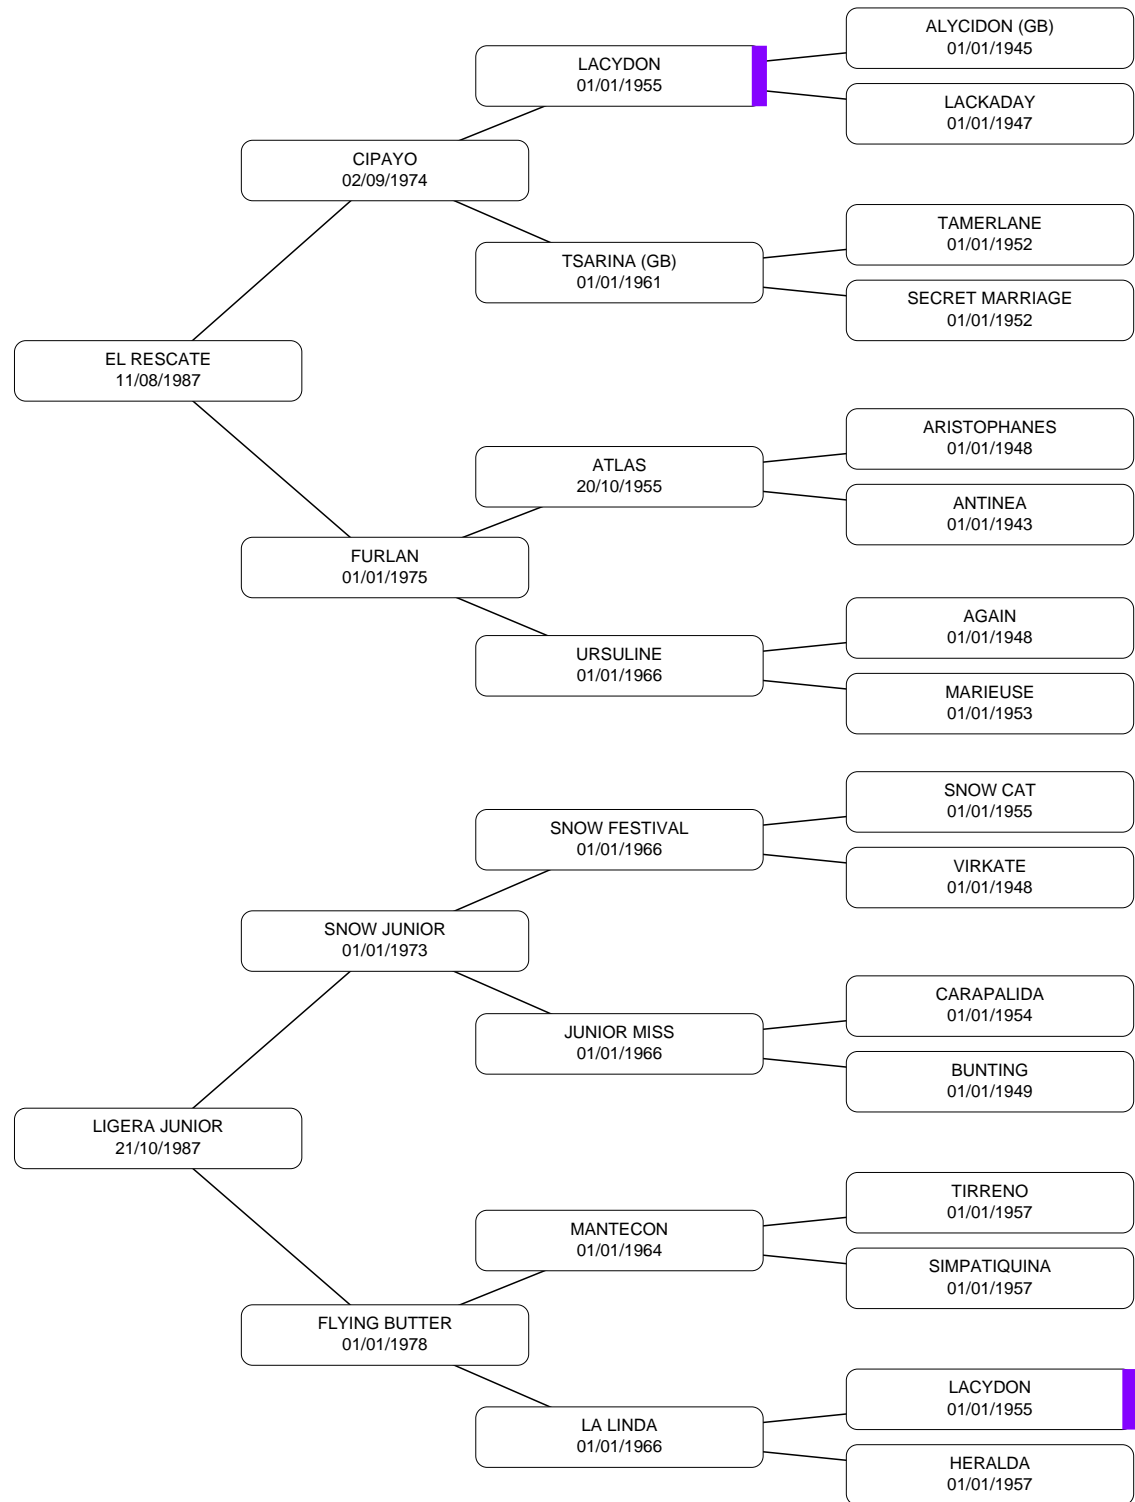 ALYCIDON (GB)
01/01/1945
LACYDON
01/01/1955
LACKADAY
01/01/1947
CIPAYO
02/09/1974
TAMERLANE
01/01/1952
TSARINA (GB)
01/01/1961
SECRET MARRIAGE
01/01/1952
EL RESCATE
11/08/1987
ARISTOPHANES
01/01/1948
ATLAS
20/10/1955
ANTINEA
01/01/1943
FURLAN
01/01/1975
AGAIN
01/01/1948
URSULINE
01/01/1966
MARIEUSE
01/01/1953
SNOW CAT
01/01/1955
SNOW FESTIVAL
01/01/1966
VIRKATE
01/01/1948
SNOW JUNIOR
01/01/1973
CARAPALIDA
01/01/1954
JUNIOR MISS
01/01/1966
BUNTING
01/01/1949
LIGERA JUNIOR
21/10/1987
TIRRENO
01/01/1957
MANTECON
01/01/1964
SIMPATIQUINA
01/01/1957
FLYING BUTTER
01/01/1978
LACYDON
01/01/1955
LA LINDA
01/01/1966
HERALDA
01/01/1957